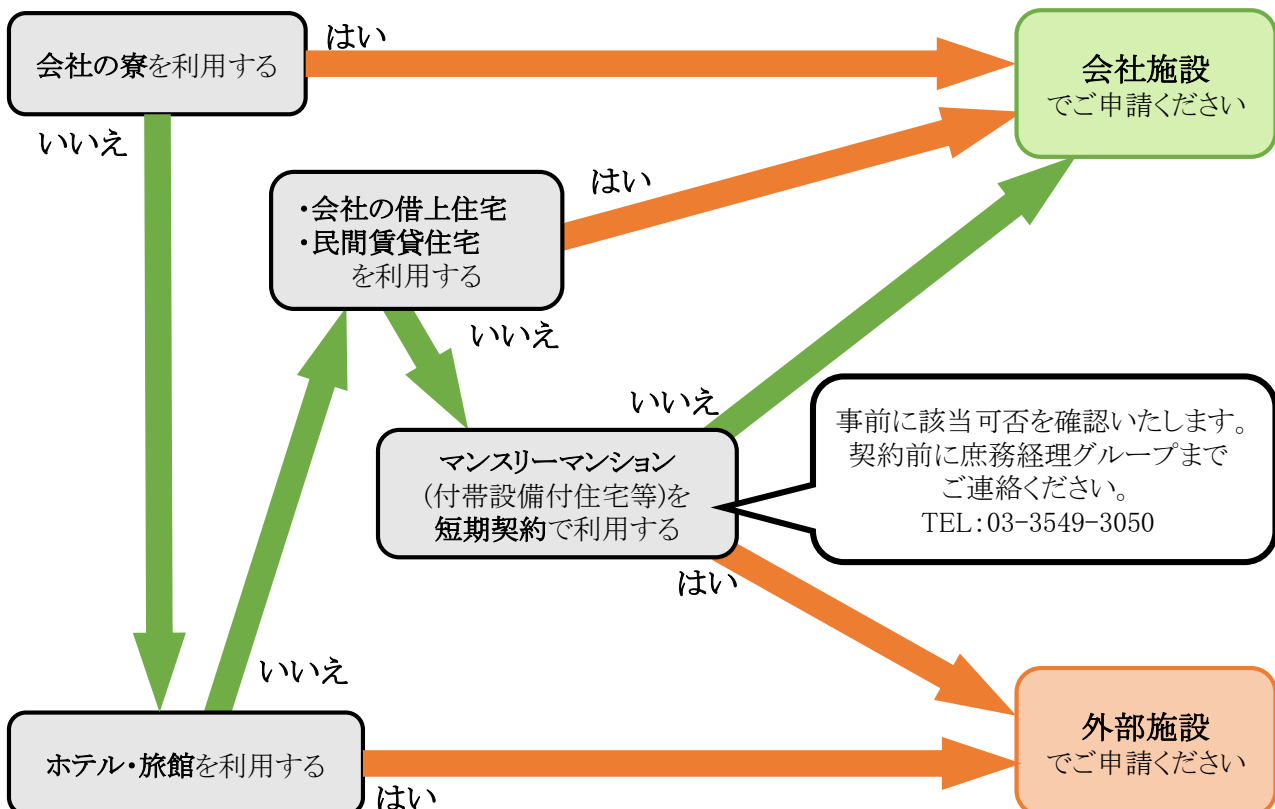 会社の寮を利用する
はい
会社施設
でご申請ください
いいえ
・会社の借上住宅
・民間賃貸住宅
を利用する
はい
いいえ
いいえ
マンスリーマンション
(付帯設備付住宅等)を
短期契約で利用する
事前に該当可否を確認いたします。
契約前に庶務経理グループまで
ご連絡ください。
TEL:03-3549-3050
はい
いいえ
ホテル・旅館を利用する
はい
外部施設
でご申請ください